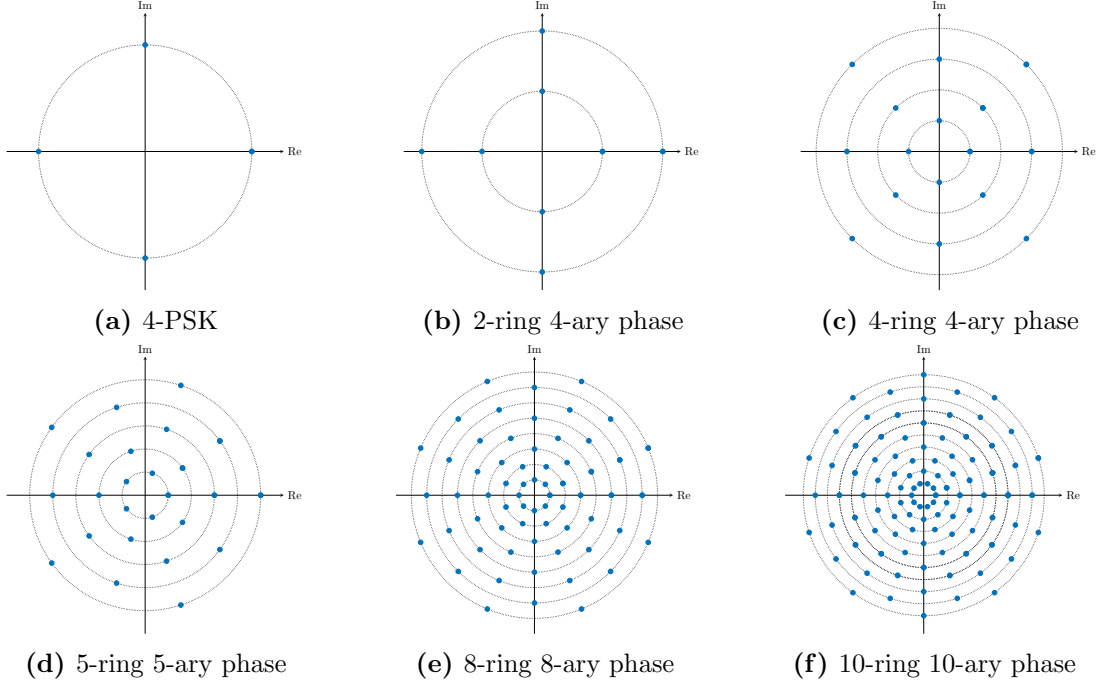 Im
Re
(a) 4-PSK
Im
Re
(b) 2-ring 4-ary phase
Im
Re
(c) 4-ring 4-ary phase
Im
Re
(d) 5-ring 5-ary phase
Im
Re
(e) 8-ring 8-ary phase
Im
Re
(f) 10-ring 10-ary phase